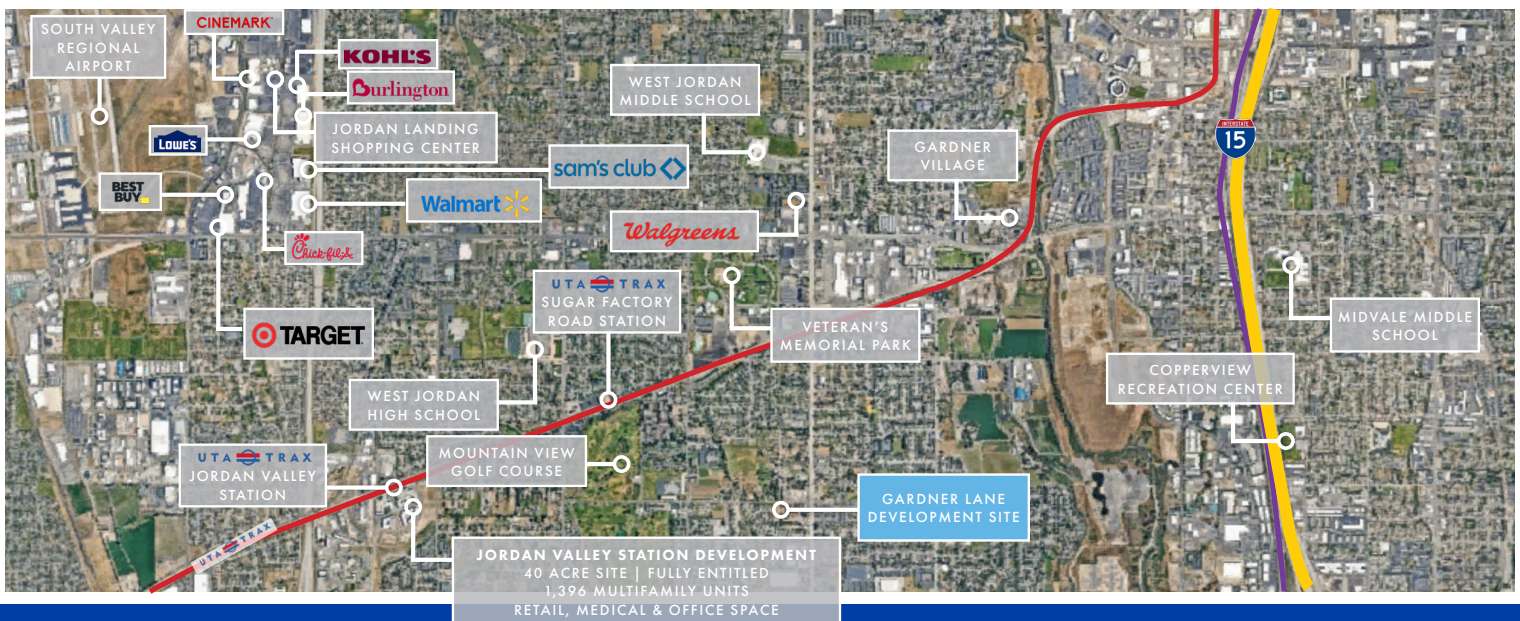 SOUTH VALLEY
REGIONAL
AIRPORT
CINEMARK
KOHL'S
Burlington
JORDAN LANDING
SHOPPING CENTER
LOWE'S
BEST
BUY
sam's club
Walmart
Chick-fil-A
TARGET
WEST JORDAN
MIDDLE SCHOOL
Walgreens
GARDNER
VILLAGE
INTERSTATE
15
UTA TRAX
SUGAR FACTORY
ROAD STATION
VETERAN'S
MEMORIAL PARK
MIDVALE MIDDLE
SCHOOL
COPPERVIEW
RECREATION CENTER
WEST JORDAN
HIGH SCHOOL
MOUNTAIN VIEW
GOLF COURSE
UTA TRAX
JORDAN VALLEY
STATION
GARDNER LANE
DEVELOPMENT SITE
UTA TRAX
JORDAN VALLEY STATION DEVELOPMENT
40 ACRE SITE | FULLY ENTITLED
1,396 MULTIFAMILY UNITS
RETAIL, MEDICAL & OFFICE SPACE